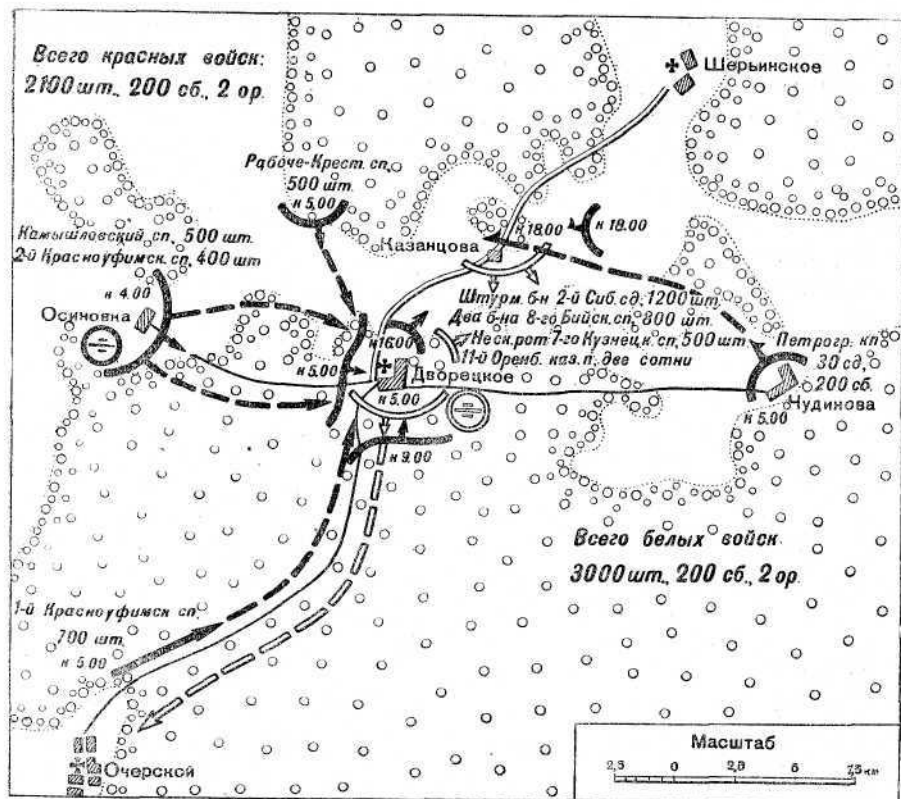 Всего красных войск:
2100 шт., 200 сб., 2 ор.
Шерьинское
Рабоче-Крест. сп,
500 шт.
к 5.00
Камышловский сп, 500 шт.
2-й Красноуфимск. сп, 400 шт
к 4.00
Осиновка
Казанцова
к 18.00
к 18.00
Штурм. б-н 2-й Сиб. сд, 1200 шт.
Два б-на 8-го Бийск. сп, 800 шт.
Неск. рот 7-го Кузнецк. сп, 500 шт.
11-й Оренб. каз. п. две сотни
к 16.00
к 5.00
Дворецкое
к 5.00
к 9.00
Петрогр. кп
30 сд,
200 сб.
Чудинова
к 5.00
Всего белых войск
3000 шт., 200 сб., 2 ор.
1-й Красноуфимск сп.
700 шт.
к 5.00
Очерской
Масштаб
2,5 0 2,5 5 7,5 км